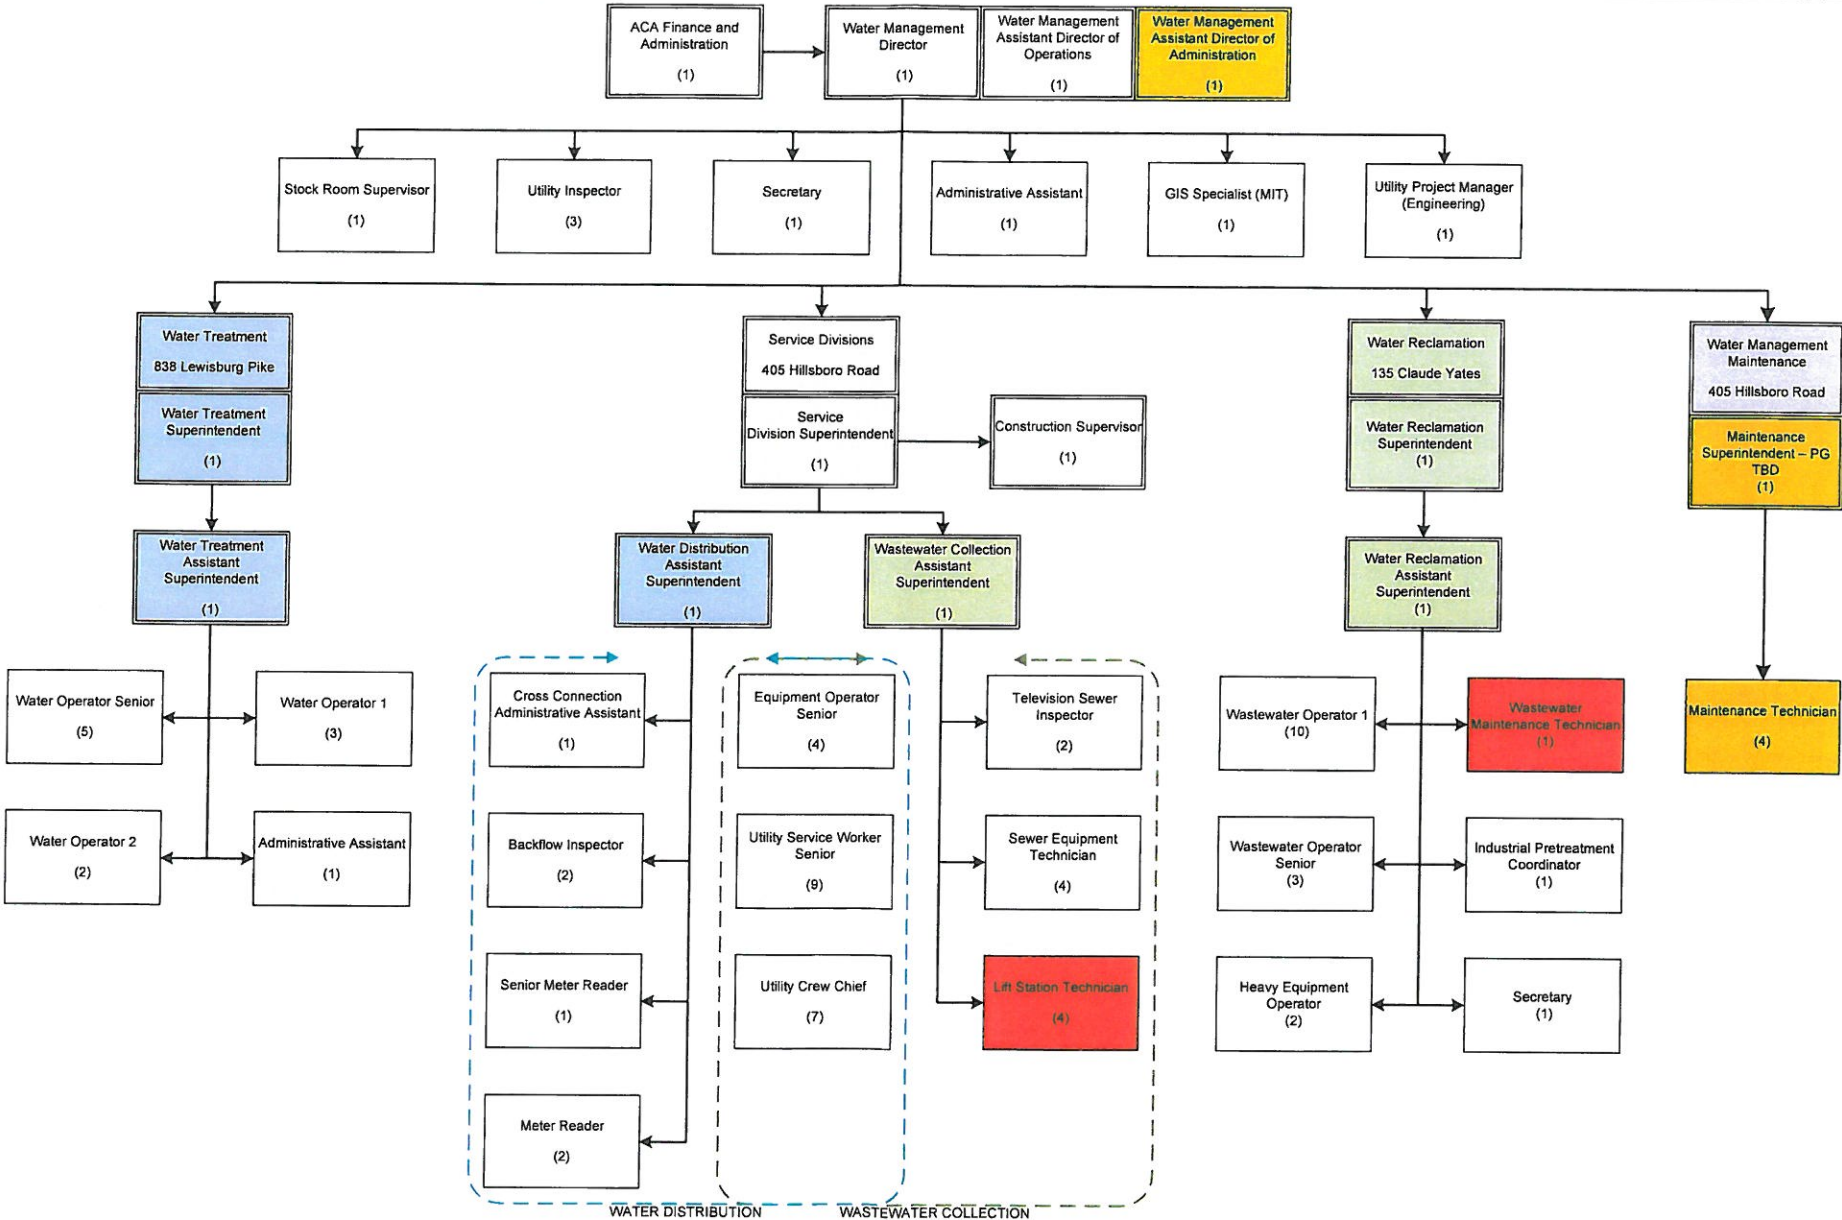 ACA Finance and
Administration
(1)
Water Management
Director
(1)
Water Management
Assistant Director of
Operations
(1)
Water Management
Assistant Director of
Administration
(1)
Stock Room Supervisor
(1)
Utility Inspector
(3)
Secretary
(1)
Administrative Assistant
(1)
GIS Specialist (MIT)
(1)
Utility Project Manager
(Engineering)
(1)
Water Treatment
838 Lewisburg Pike
Water Treatment
Superintendent
(1)
Service Divisions
405 Hillsboro Road
Service
Division Superintendent
(1)
Construction Supervisor
(1)
Water Reclamation
135 Claude Yates
Water Reclamation
Superintendent
(1)
Water Management
Maintenance
405 Hillsboro Road
Maintenance
Superintendent – PG
TBD
(1)
Water Treatment
Assistant
Superintendent
(1)
Water Distribution
Assistant
Superintendent
(1)
Wastewater Collection
Assistant
Superintendent
(1)
Water Reclamation
Assistant
Superintendent
(1)
Water Operator Senior
(5)
Water Operator 1
(3)
Water Operator 2
(2)
Administrative Assistant
(1)
Cross Connection
Administrative Assistant
(1)
Backflow Inspector
(2)
Senior Meter Reader
(1)
Meter Reader
(2)
Equipment Operator
Senior
(4)
Utility Service Worker
Senior
(9)
Utility Crew Chief
(7)
Television Sewer
Inspector
(2)
Sewer Equipment
Technician
(4)
Lift Station Technician
(4)
Wastewater Operator 1
(10)
Wastewater
Maintenance Technician
(1)
Wastewater Operator
Senior
(3)
Industrial Pretreatment
Coordinator
(1)
Heavy Equipment
Operator
(2)
Secretary
(1)
Maintenance Technician
(4)
WATER DISTRIBUTION
WASTEWATER COLLECTION